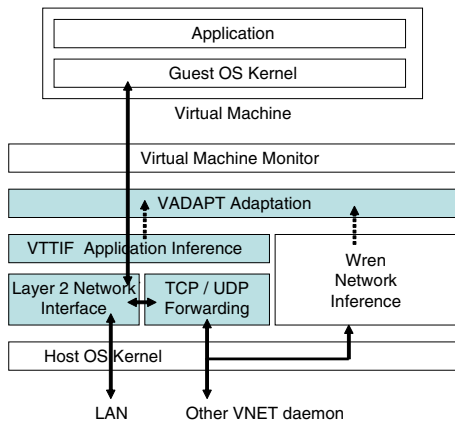 Application
Guest OS Kernel
Virtual Machine
Virtual Machine Monitor
VADAPT Adaptation
VTTIF Application Inference
Wren
Network
Inference
Layer 2 Network
Interface
TCP / UDP
Forwarding
Host OS Kernel
LAN
Other VNET daemon